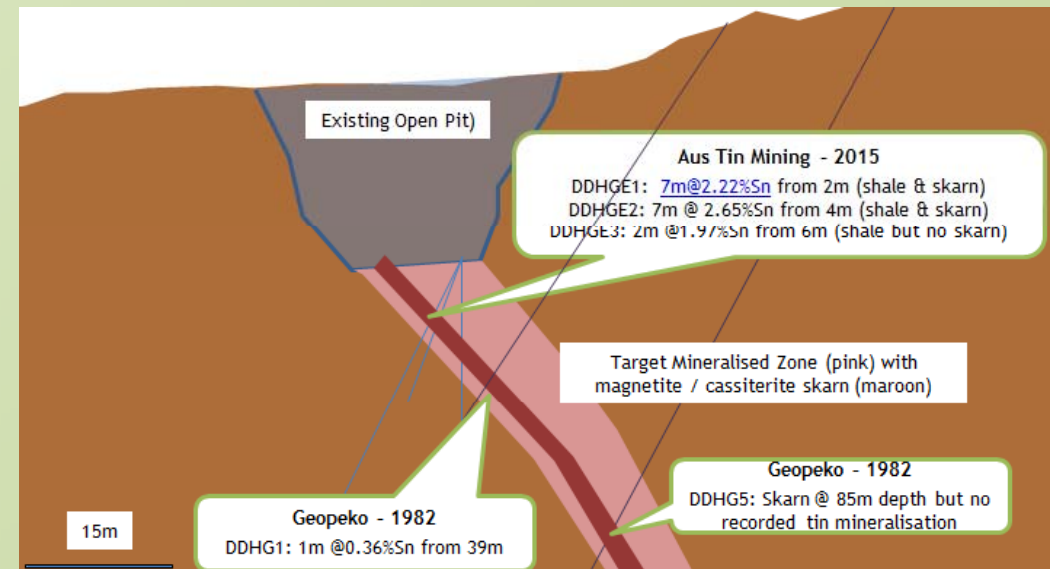 Existing Open Pit)
Aus Tin Mining - 2015
DDHGE1: 7m@2.22%Sn from 2m (shale & skarn)
DDHGE2: 7m @ 2.65%Sn from 4m (shale & skarn)
DDHGE3: 2m @1.97%Sn from 6m (shale but no skarn)
Target Mineralised Zone (pink) with
magnetite / cassiterite skarn (maroon)
Geopeko - 1982
DDHG5: Skarn @ 85m depth but no
recorded tin mineralisation
Geopeko - 1982
DDHG1: 1m @0.36%Sn from 39m
15m